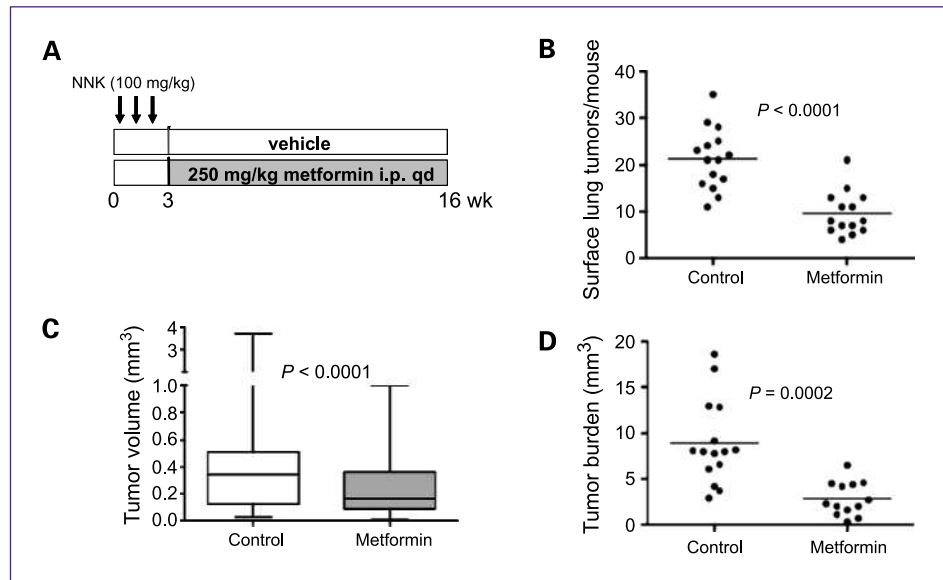 A
NNK (100 mg/kg)
vehicle
250 mg/kg metformin i.p. qd
0 3 16 wk
B
Surface lung tumors/mouse
40
30
20
10
0
P < 0.0001
Control Metformin
C
Tumor volume (mm³)
4
3
1.0
0.8
0.6
0.4
0.2
0.0
P < 0.0001
Control Metformin
D
Tumor burden (mm³)
20
15
10
5
0
P = 0.0002
Control Metformin